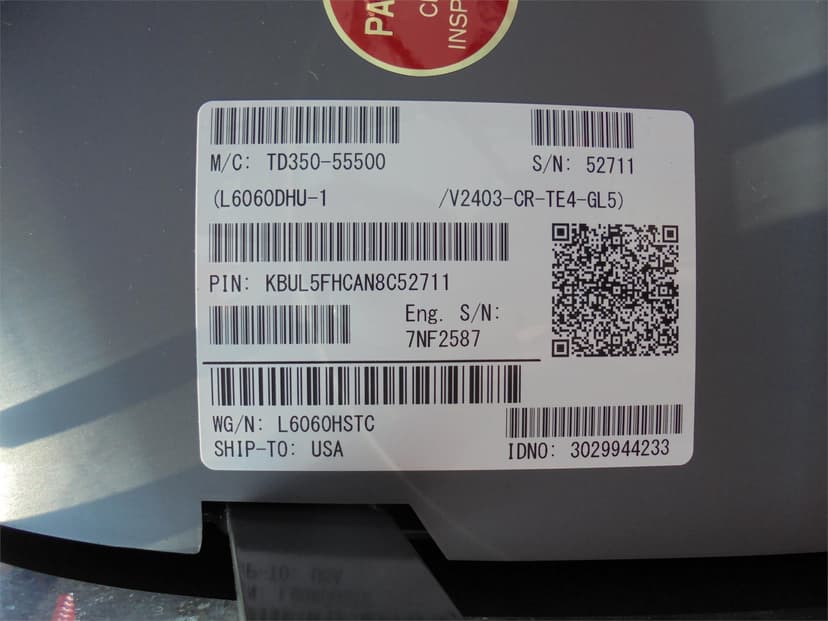 PA
C
INSP
M/C: TD350-55500 S/N: 52711
(L6060DHU-1 /V2403-CR-TE4-GL5)
PIN: KBUL5FHCAN8C52711
Eng. S/N:
7NF2587
WG/N: L6060HSTC
SHIP-TO: USA IDNO: 3029944233